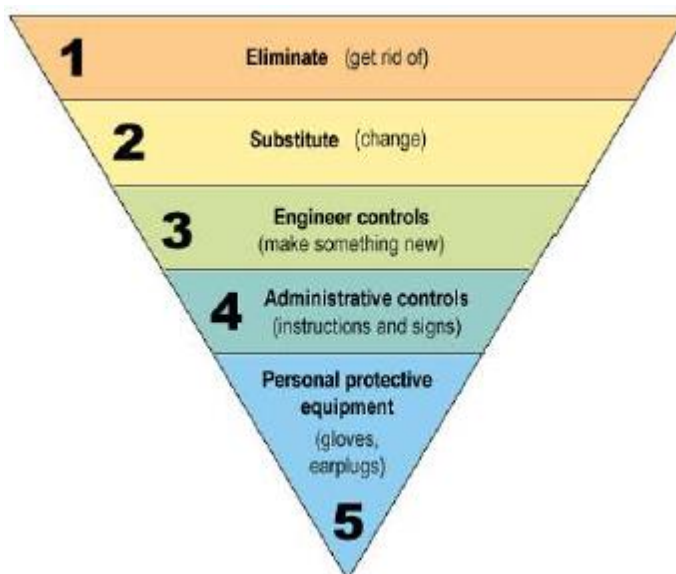 1 Eliminate (get rid of)
2 Substitute (change)
Engineer controls
3 (make something new)
Administrative controls
4 (instructions and signs)
Personal protective
equipment
(gloves,
earplugs)
5